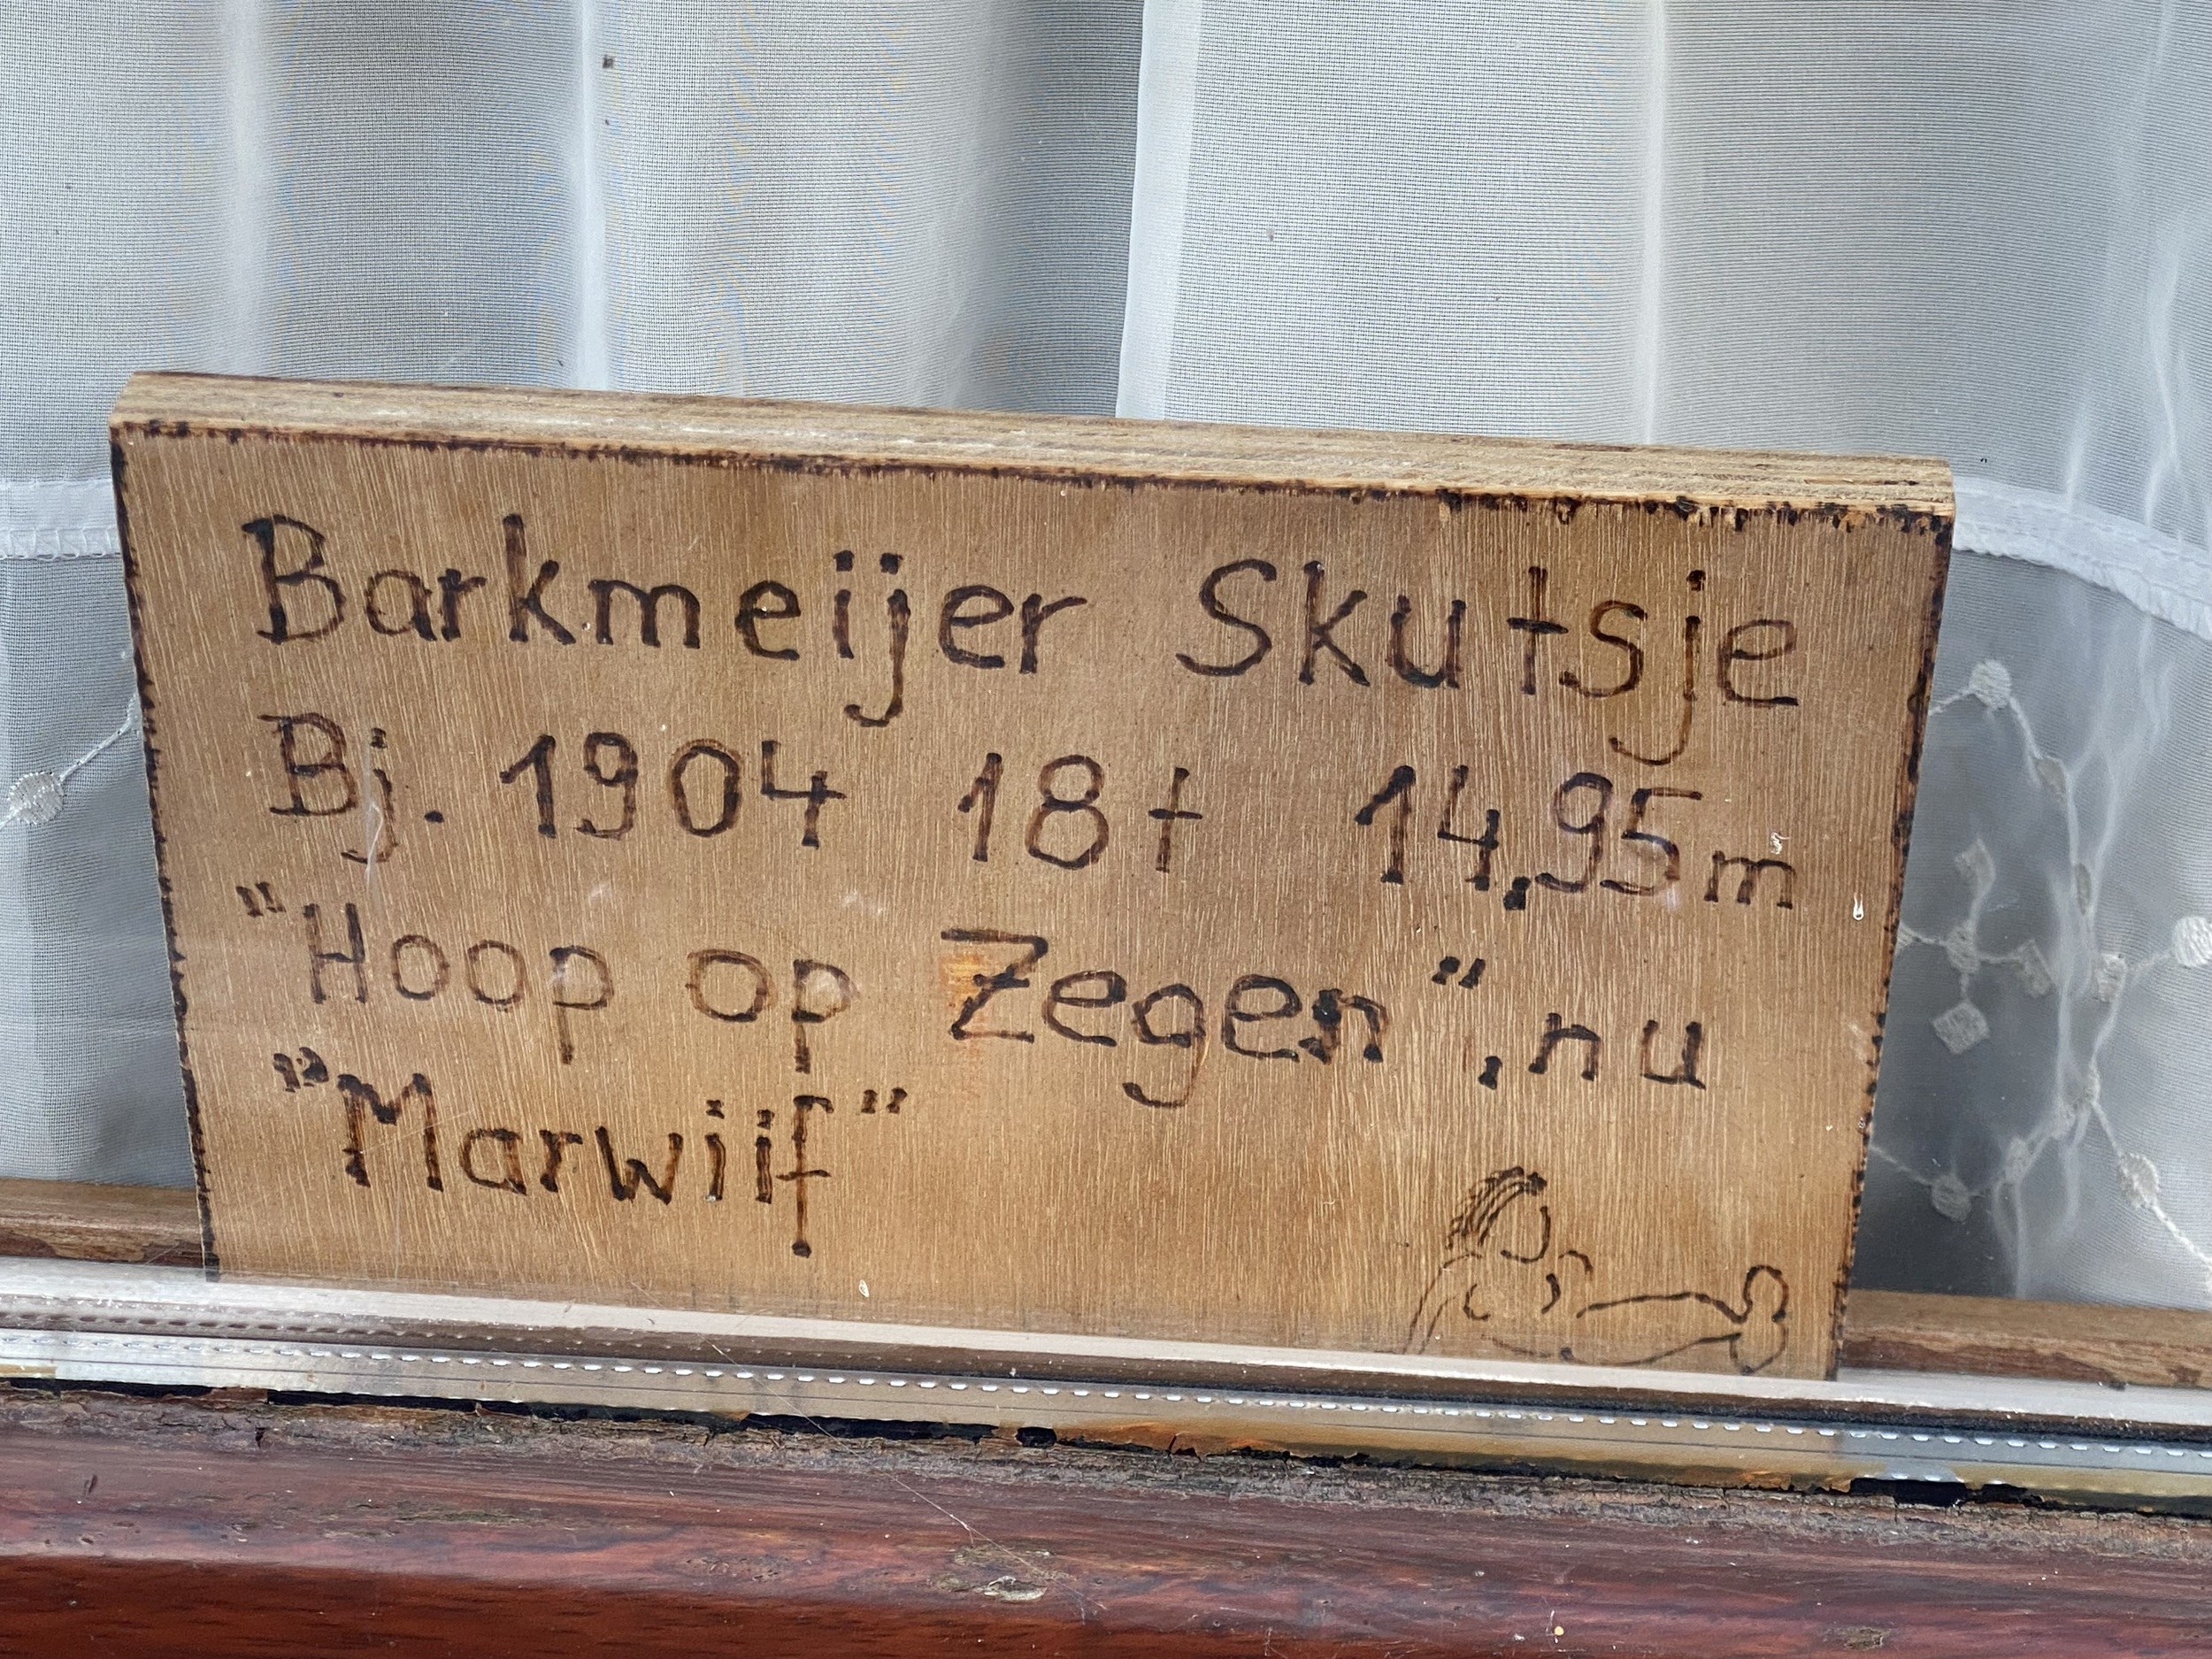 Barkmeijer Skutsje
Bj. 1904 18t 14,95m
"Hoop op Zegen", nu
"Marwiif"